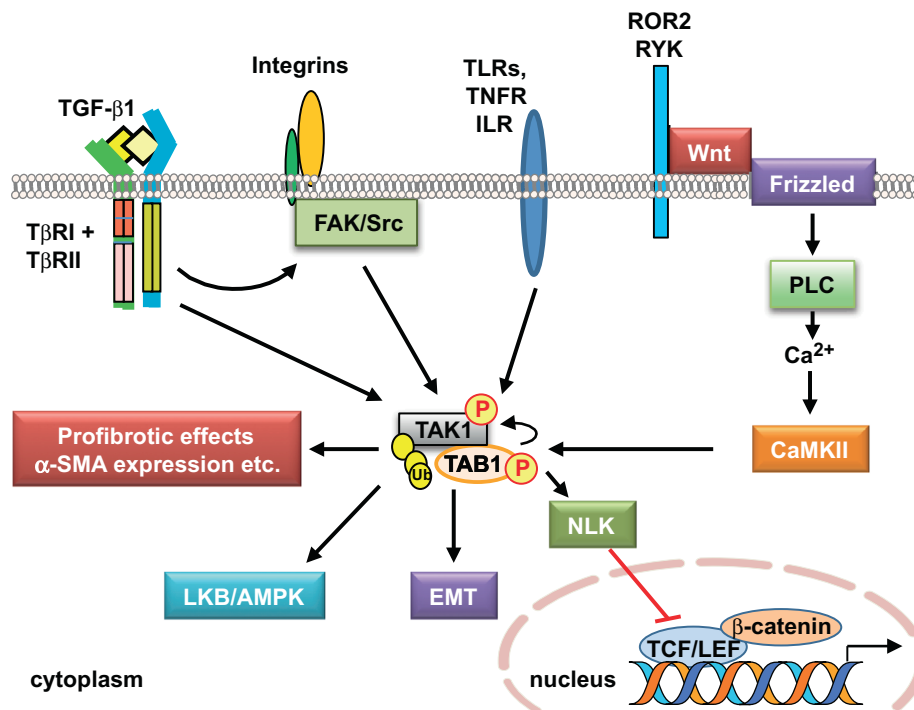 ROR2
RYK
Integrins
TLRs,
TNFR
ILR
TGF-β1
Wnt
Frizzled
FAK/Src
TβRI +
TβRII
PLC
Ca²⁺
P
TAK1
Profibrotic effects
α-SMA expression etc.
CaMKII
TAB1
P
Ub
NLK
LKB/AMPK
EMT
β-catenin
TCF/LEF
cytoplasm
nucleus